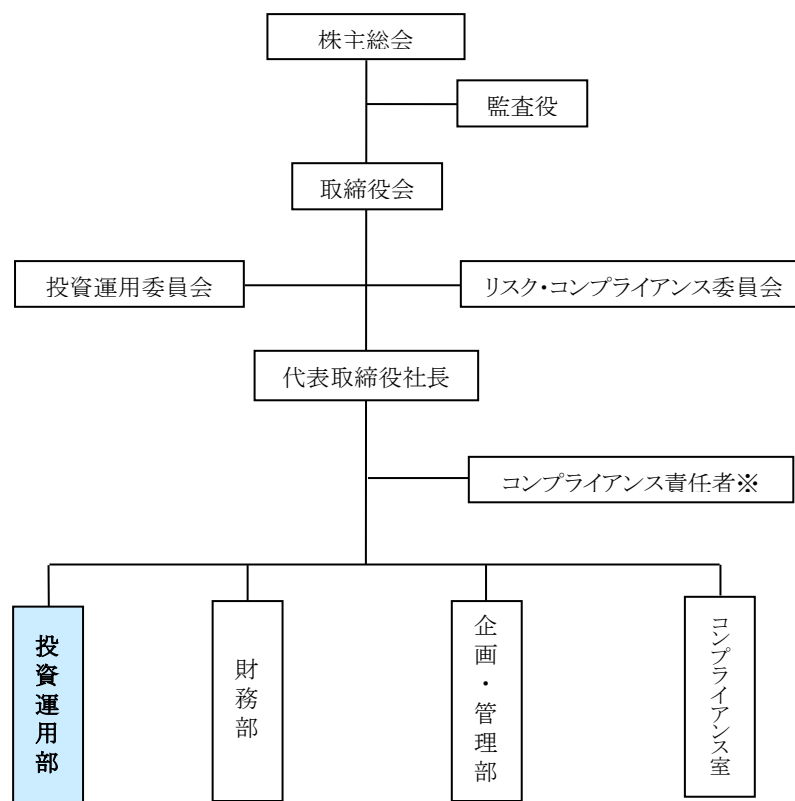 株主総会
監査役
取締役会
投資運用委員会
リスク・コンプライアンス委員会
代表取締役社長
コンプライアンス責任者※
投資運用部
財務部
企画・管理部
コンプライアンス室